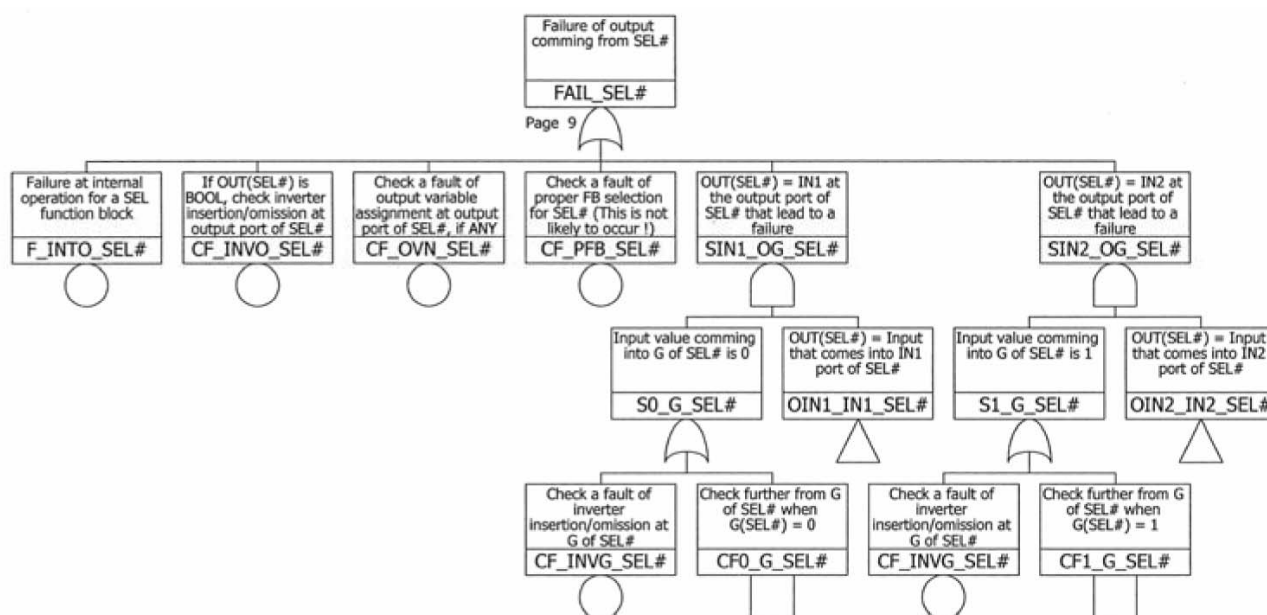 Failure of output
comming from SEL#
FAIL_SEL#
Page 9
Failure at internal
operation for a SEL
function block
F_INTO_SEL#
If OUT(SEL#) is
BOOL, check inverter
insertion/omission at
output port of SEL#
CF_INVO_SEL#
Check a fault of
output variable
assignment at output
port of SEL#, if ANY
CF_OVN_SEL#
Check a fault of
proper FB selection
for SEL# (This is not
likely to occur !)
CF_PFB_SEL#
OUT(SEL#) = IN1 at
the output port of
SEL# that lead to a
failure
SIN1_OG_SEL#
OUT(SEL#) = IN2 at
the output port of
SEL# that lead to a
failure
SIN2_OG_SEL#
Input value comming
into G of SEL# is 0
S0_G_SEL#
OUT(SEL#) = Input
that comes into IN1
port of SEL#
OIN1_IN1_SEL#
Input value comming
into G of SEL# is 1
S1_G_SEL#
OUT(SEL#) = Input
that comes into IN2
port of SEL#
OIN2_IN2_SEL#
Check a fault of
inverter
insertion/omission at
G of SEL#
CF_INVG_SEL#
Check further from G
of SEL# when
G(SEL#) = 0
CF0_G_SEL#
Check a fault of
inverter
insertion/omission at
G of SEL#
CF_INVG_SEL#
Check further from G
of SEL# when
G(SEL#) = 1
CF1_G_SEL#